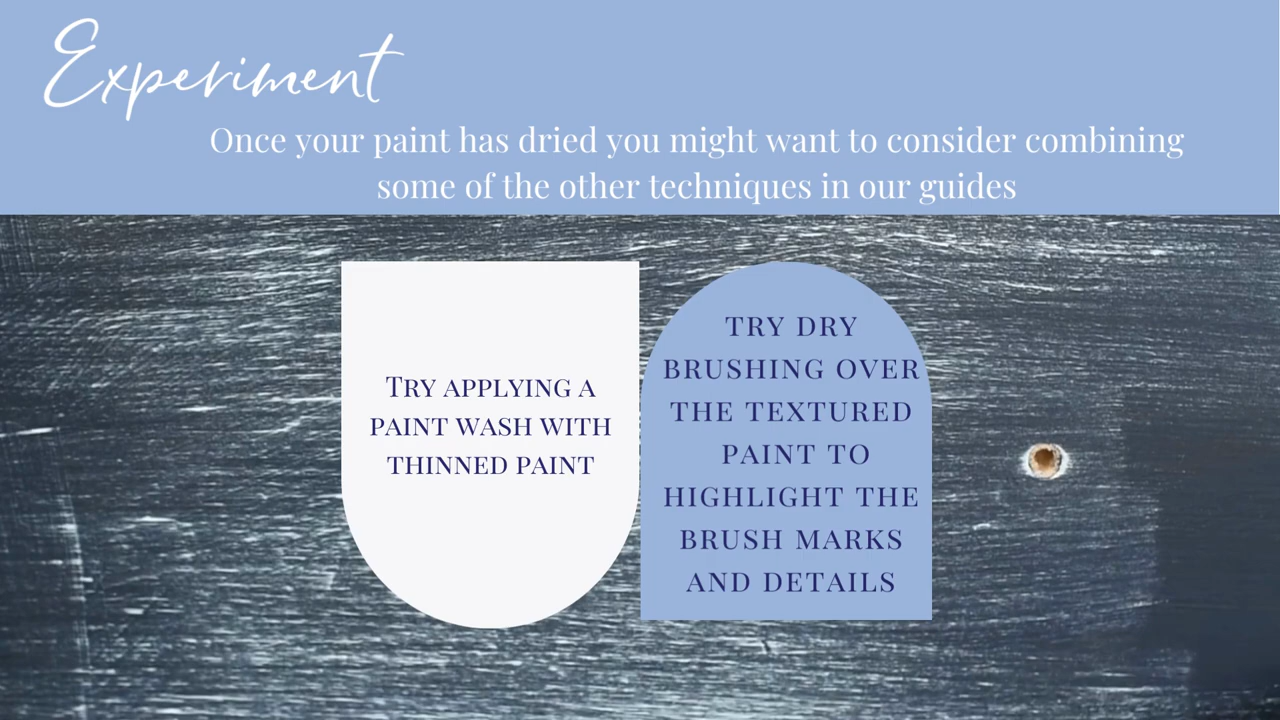 Experiment
Once your paint has dried you might want to consider combining
some of the other techniques in our guides
Try applying a
paint wash with
thinned paint
TRY DRY
BRUSHING OVER
THE TEXTURED
PAINT TO
HIGHLIGHT THE
BRUSH MARKS
AND DETAILS